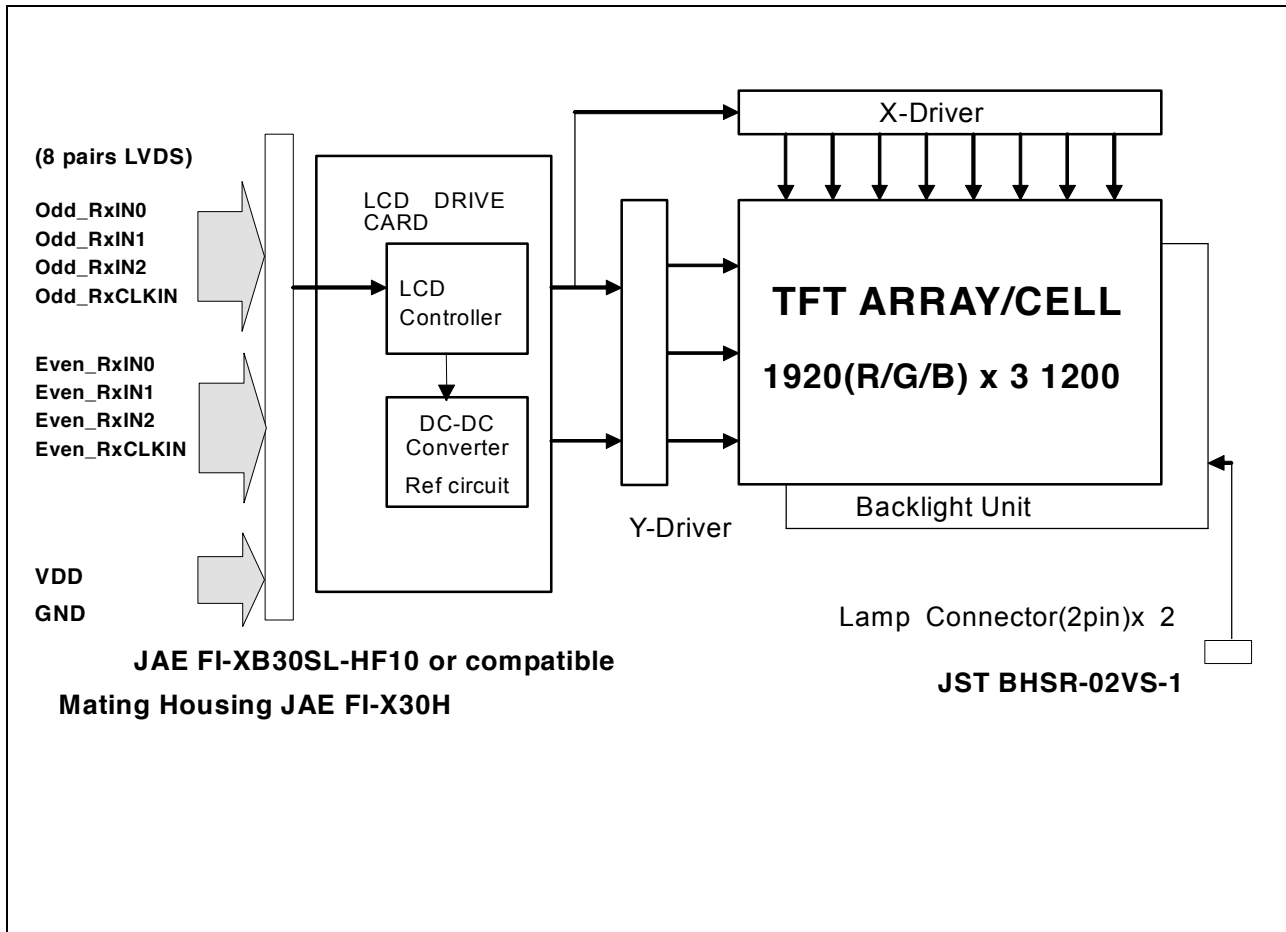 (8 pairs LVDS)
Odd_RxIN0
Odd_RxIN1
Odd_RxIN2
Odd_RxCLKIN
Even_RxIN0
Even_RxIN1
Even_RxIN2
Even_RxCLKIN
VDD
GND
JAE FI-XB30SL-HF10 or compatible
Mating Housing JAE FI-X30H
LCD DRIVE
CARD
LCD
Controller
DC-DC
Converter
Ref circuit
Y-Driver
X-Driver
TFT ARRAY/CELL
1920(R/G/B) x 3 1200
Backlight Unit
Lamp Connector(2pin)x 2
JST BHSR-02VS-1